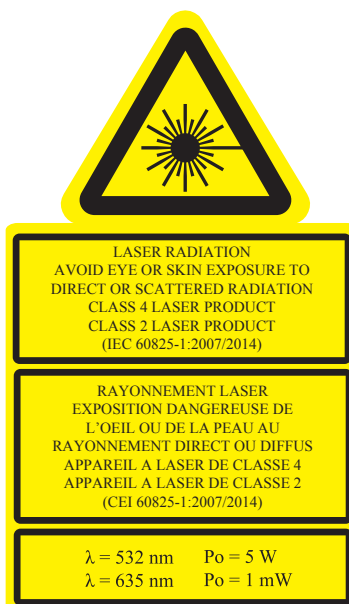 LASER RADIATION
AVOID EYE OR SKIN EXPOSURE TO
DIRECT OR SCATTERED RADIATION
CLASS 4 LASER PRODUCT
CLASS 2 LASER PRODUCT
(IEC 60825-1:2007/2014)
RAYONNEMENT LASER
EXPOSITION DANGEREUSE DE
L'OEIL OU DE LA PEAU AU
RAYONNEMENT DIRECT OU DIFFUS
APPAREIL A LASER DE CLASSE 4
APPAREIL A LASER DE CLASSE 2
(CEI 60825-1:2007/2014)
λ = 532 nm Po = 5 W
λ = 635 nm Po = 1 mW